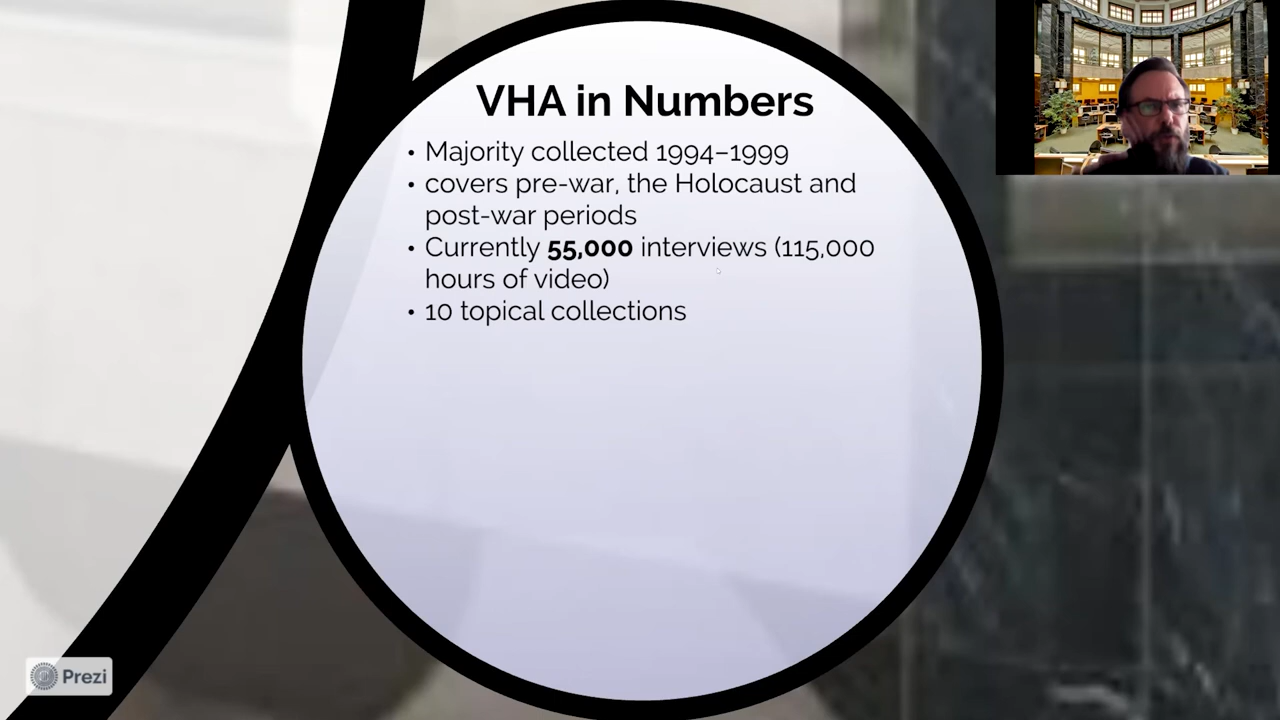 VHA in Numbers
• Majority collected 1994–1999
• covers pre-war, the Holocaust and
post-war periods
• Currently 55,000 interviews (115,000
hours of video)
• 10 topical collections
Prezi